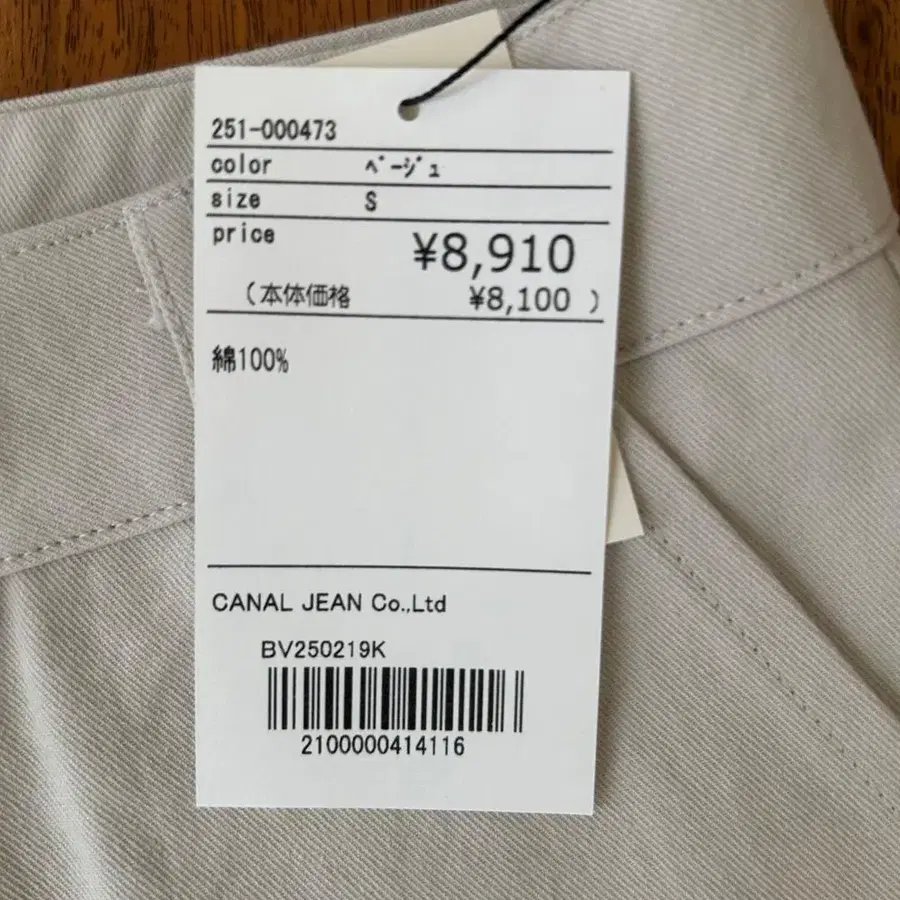 251-000473
color ﾍﾞｰｼﾞｭ
size S
price ¥8,910
(本体価格 ¥8,100 )
綿100%
CANAL JEAN Co.,Ltd
BV250219K
2100000414116